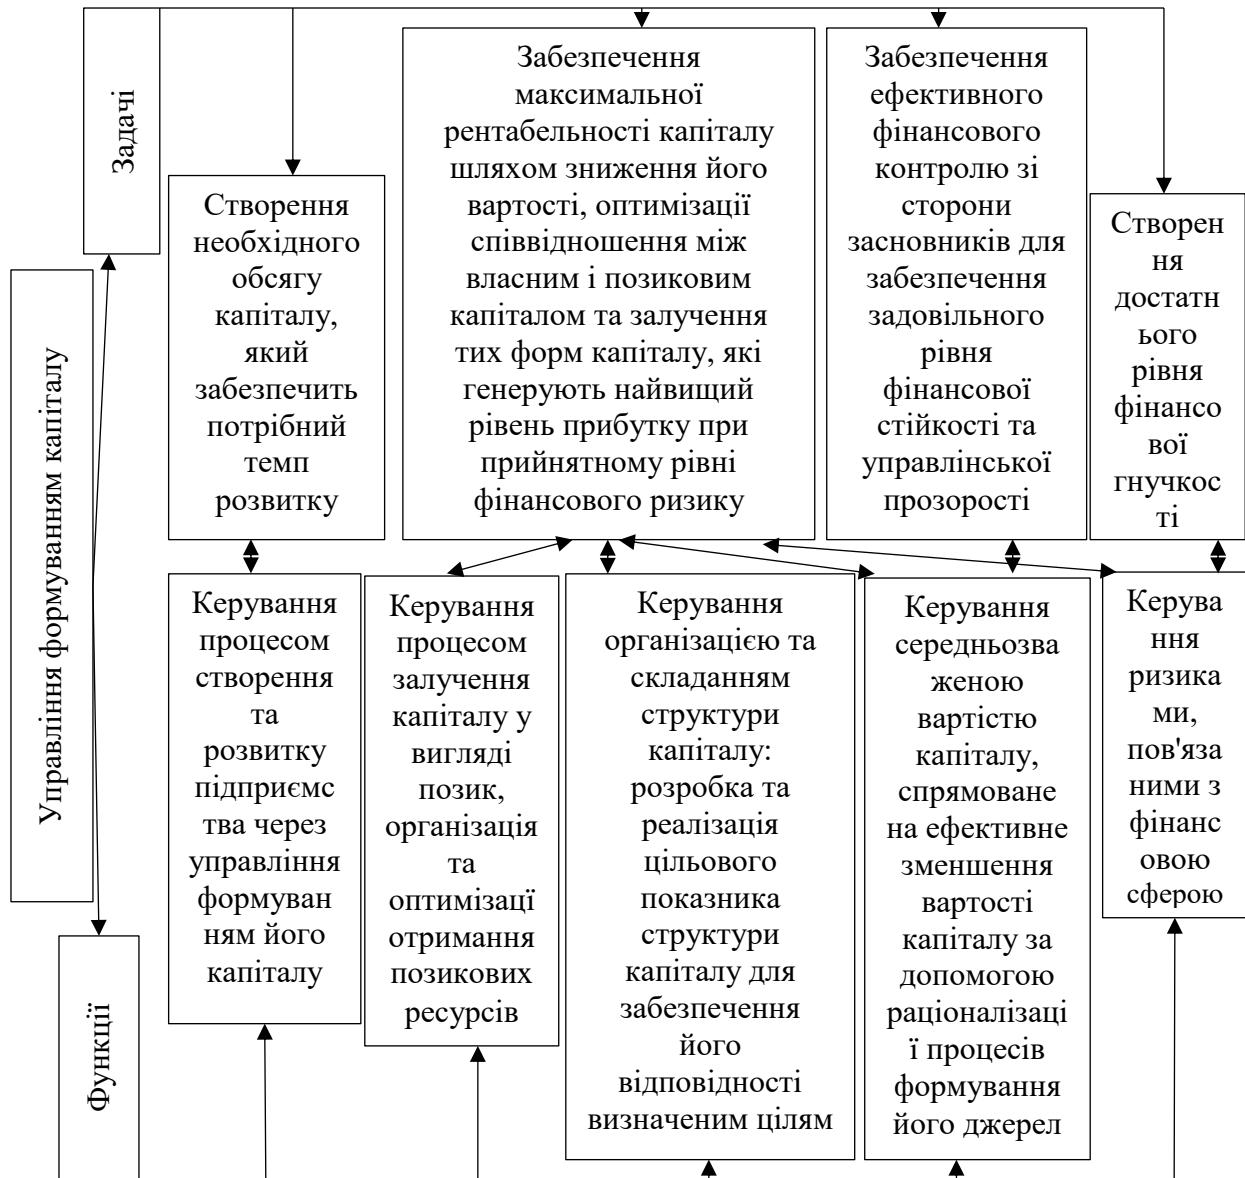 Управління формуванням капіталу
Задачі
Створення
необхідного
обсягу
капіталу,
який
забезпечить
потрібний
темп
розвитку
Забезпечення
максимальної
рентабельності капіталу
шляхом зниження його
вартості, оптимізації
співвідношення між
власним і позиковим
капіталом та залучення
тих форм капіталу, які
генерують найвищий
рівень прибутку при
прийнятному рівні
фінансового ризику
Забезпечення
ефективного
фінансового
контролю зі
сторони
засновників для
забезпечення
задовільного
рівня
фінансової
стійкості та
управлінської
прозорості
Створен
ня
достатн
ього
рівня
фінансо
вої
гнучкос
ті
Функції
Керування
процесом
створення
та
розвитку
підприємс
тва через
управління
формуван
ням його
капіталу
Керування
процесом
залучення
капіталу у
вигляді
позик,
організація
та
оптимізації
отримання
позикових
ресурсів
Керування
організацією та
складанням
структури
капіталу:
розробка та
реалізація
цільового
показника
структури
капіталу для
забезпечення
його
відповідності
визначеним цілям
Керування
середньозва
женою
вартістю
капіталу,
спрямоване
на ефективне
зменшення
вартості
капіталу за
допомогою
раціоналізаці
ї процесів
формування
його джерел
Керува
ння
ризика
ми,
пов'яза
ними з
фінанс
овою
сферою